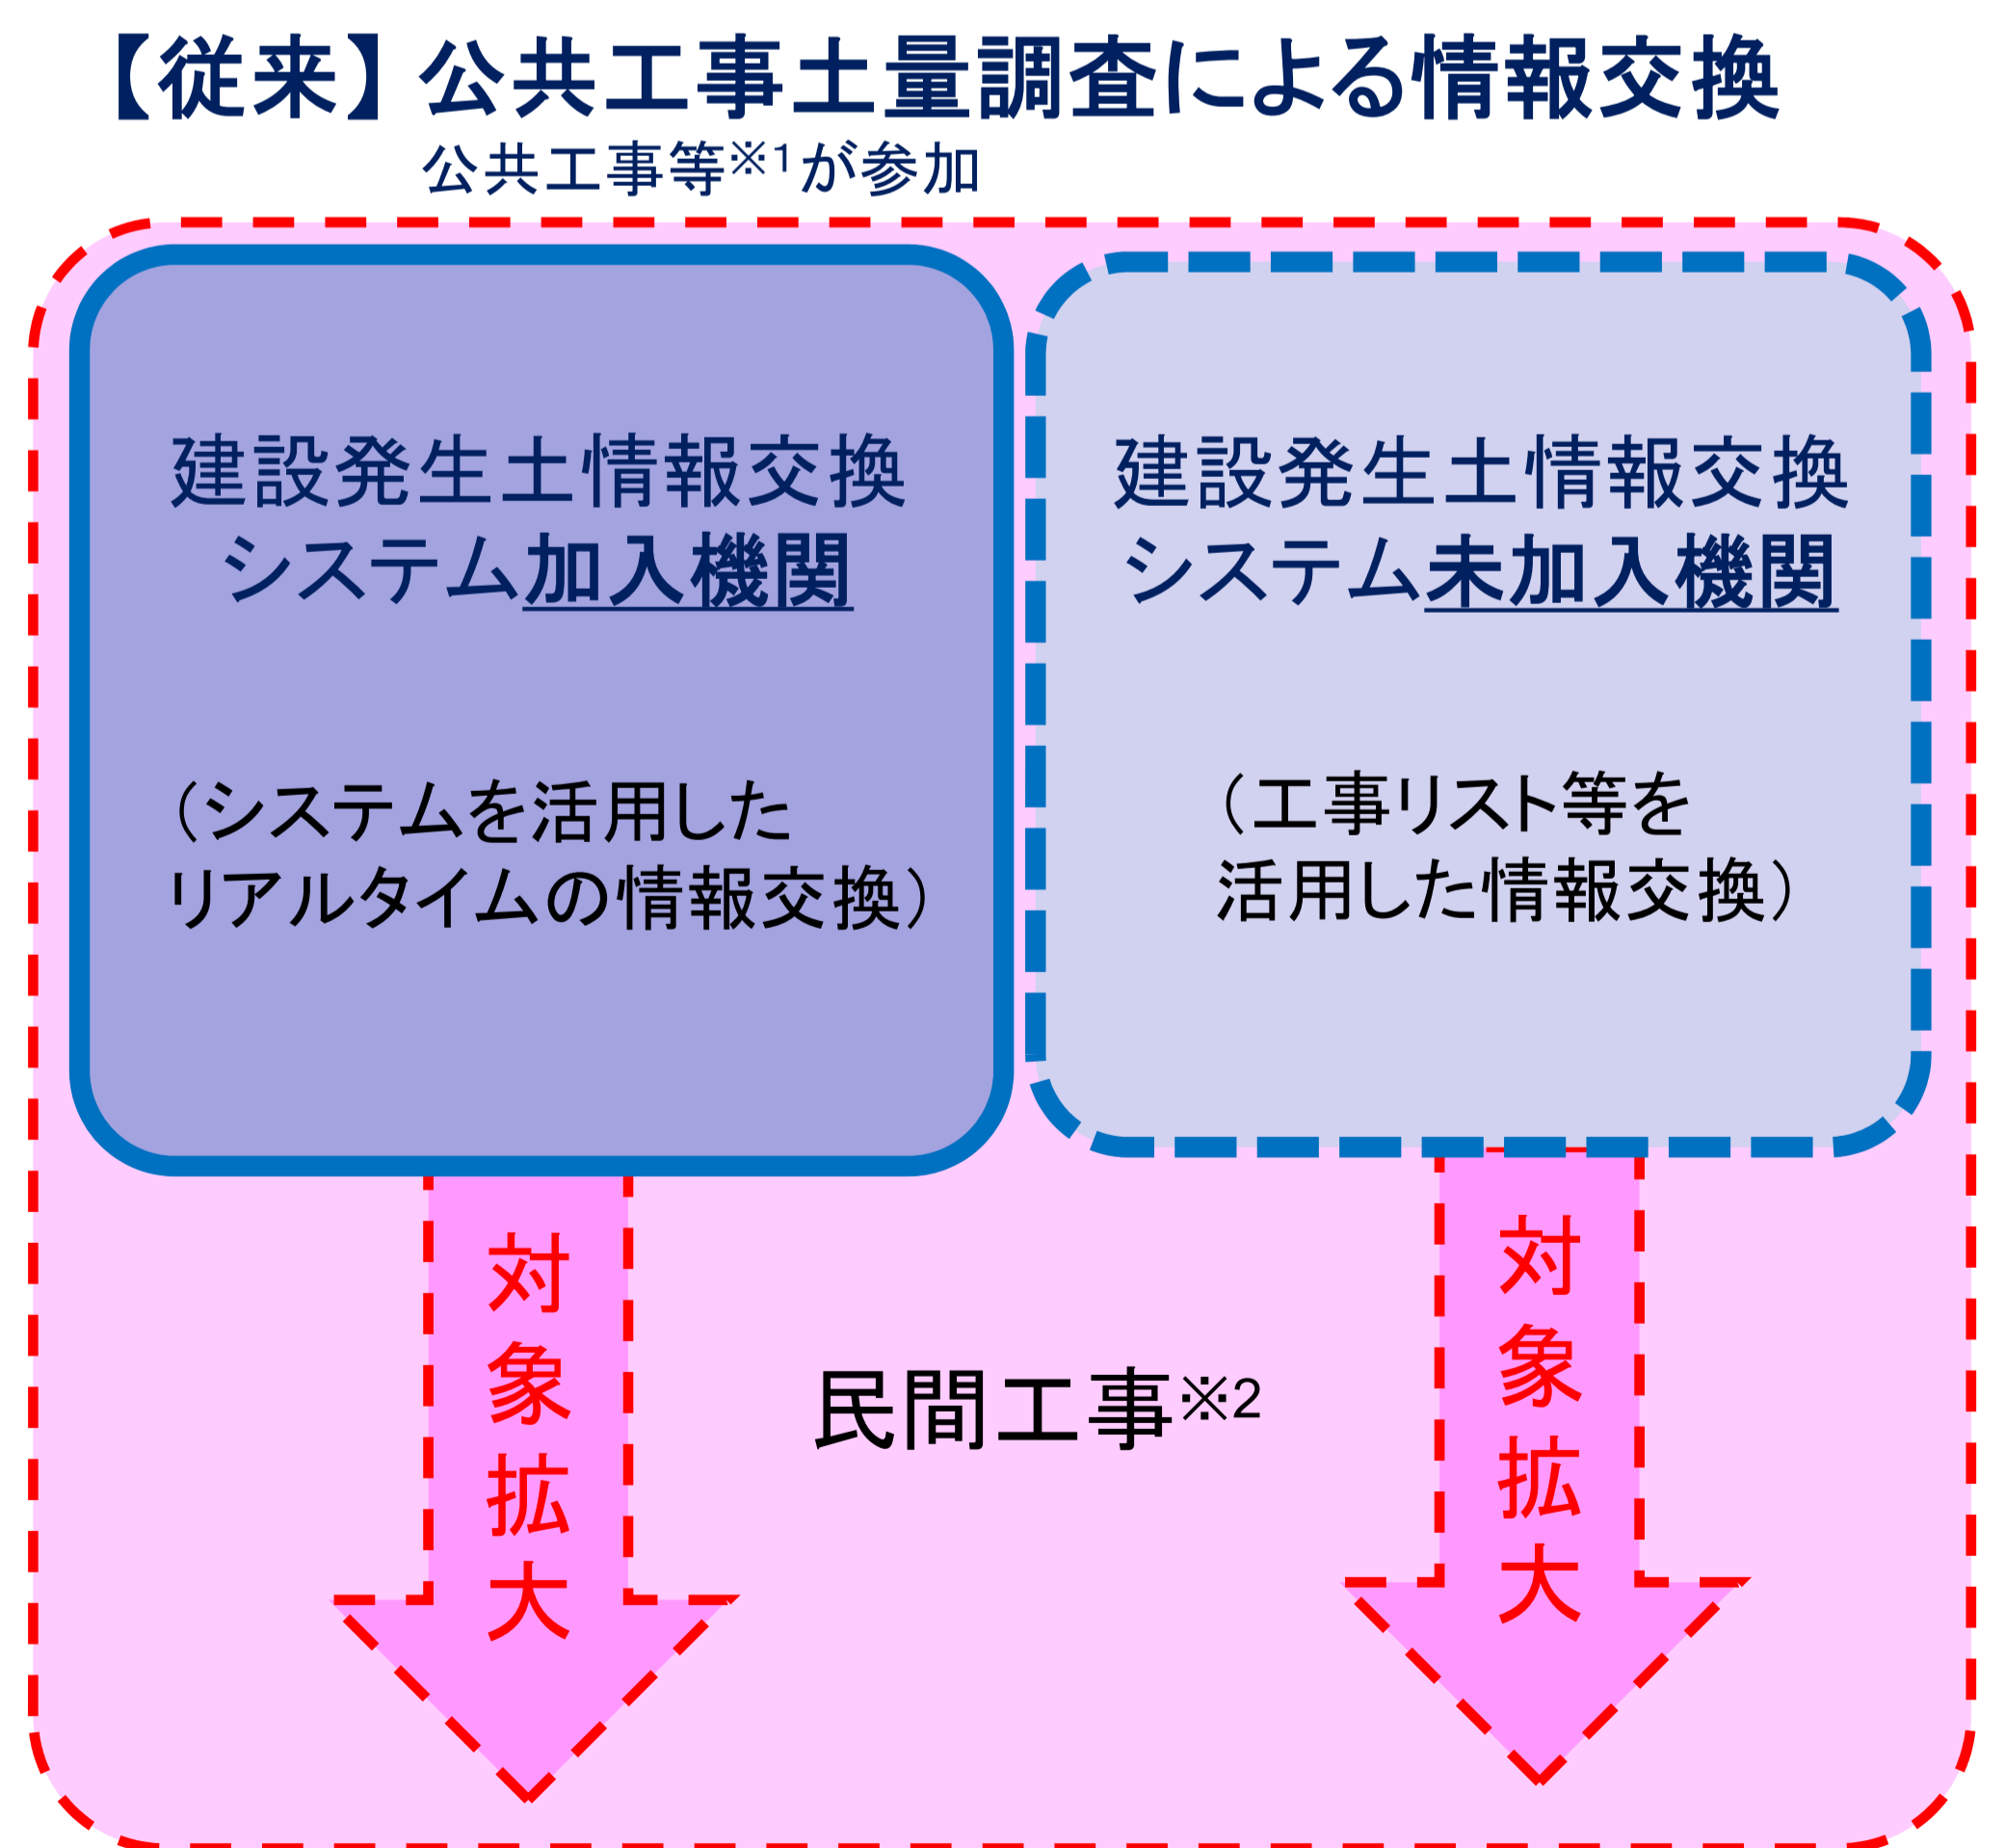 【従来】公共工事土量調査による情報交換
公共工事等※1が参加
建設発生土情報交換
システム加入機関
（システムを活用した
リアルタイムの情報交換）
建設発生土情報交換
システム未加入機関
（工事リスト等を
活用した情報交換）
対象拡大
民間工事※2
対象拡大